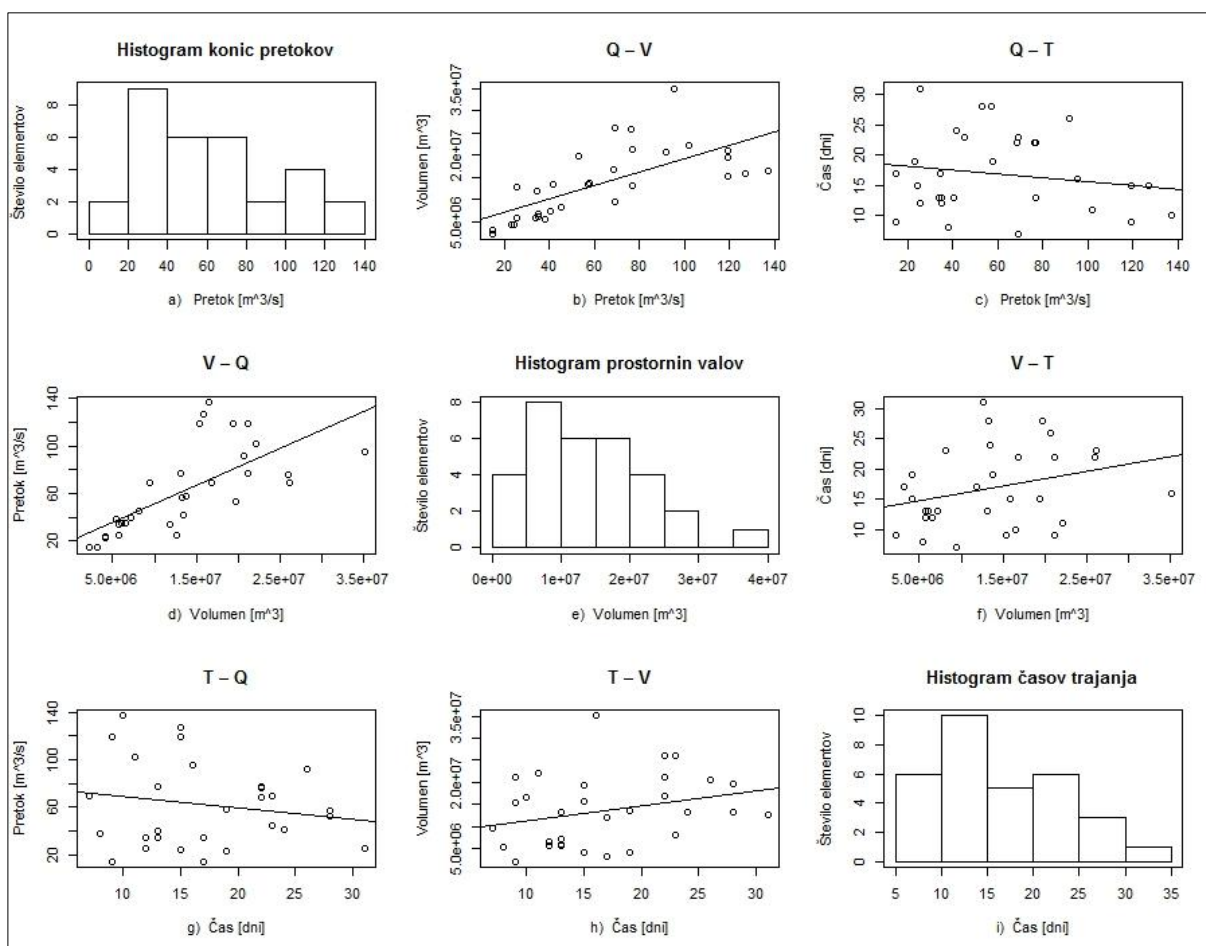 Histogram konic pretokov
Število elementov
8
6
4
2
0
0 20 40 60 80 100 120 140
a) Pretok [m^3/s]
Q – V
Volumen [m^3]
3.5e+07
2.0e+07
5.0e+06
20 40 60 80 100 120 140
b) Pretok [m^3/s]
Q – T
Čas [dni]
30
25
20
15
10
20 40 60 80 100 120 140
c) Pretok [m^3/s]
V – Q
Pretok [m^3/s]
140
100
60
20
5.0e+06 1.5e+07 2.5e+07 3.5e+07
d) Volumen [m^3]
Histogram prostornin valov
Število elementov
8
6
4
2
0
0e+00 1e+07 2e+07 3e+07 4e+07
e) Volumen [m^3]
V – T
Čas [dni]
30
25
20
15
10
5.0e+06 1.5e+07 2.5e+07 3.5e+07
f) Volumen [m^3]
T – Q
Pretok [m^3/s]
140
100
60
20
10 15 20 25 30
g) Čas [dni]
T – V
Volumen [m^3]
3.5e+07
2.0e+07
5.0e+06
10 15 20 25 30
h) Čas [dni]
Histogram časov trajanja
Število elementov
10
8
6
4
2
0
5 10 15 20 25 30 35
i) Čas [dni]